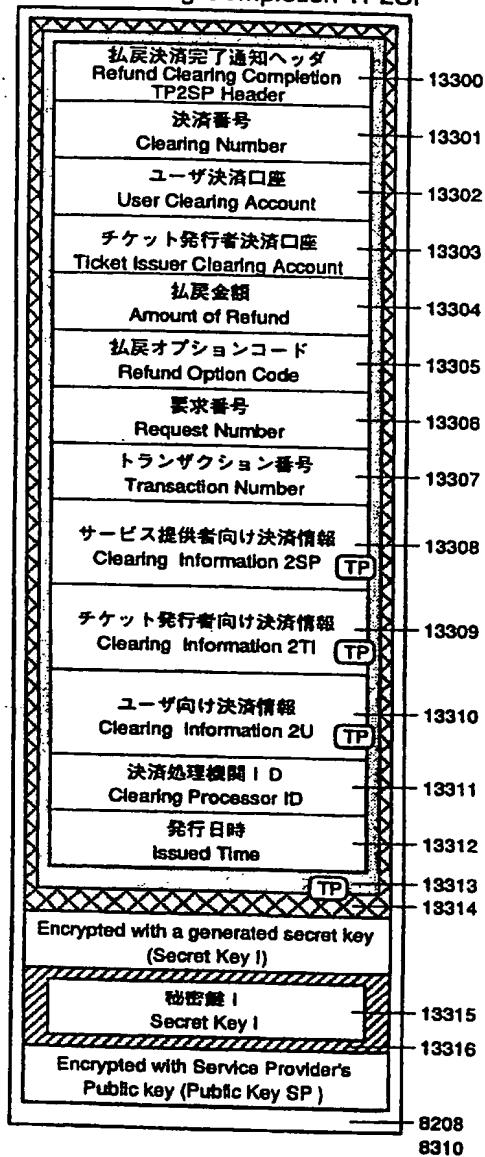 払戻決済完了通知ヘッダ
Refund Clearing Completion
TP2SP Header
13300
決済番号
Clearing Number
13301
ユーザ決済口座
User Clearing Account
13302
チケット発行者決済口座
Ticket Issuer Clearing Account
13303
払戻金額
Amount of Refund
13304
払戻オプションコード
Refund Option Code
13305
要求番号
Request Number
13306
トランザクション番号
Transaction Number
13307
サービス提供者向け決済情報
Clearing Information 2SP
TP
13308
チケット発行者向け決済情報
Clearing Information 2TI
TP
13309
ユーザ向け決済情報
Clearing Information 2U
TP
13310
決済処理機関ID
Clearing Processor ID
13311
発行日時
Issued Time
13312
TP
13313
13314
Encrypted with a generated secret key
(Secret Key I)
秘密鍵 I
Secret Key I
13315
13316
Encrypted with Service Provider's
Public key (Public Key SP )
8208
8310